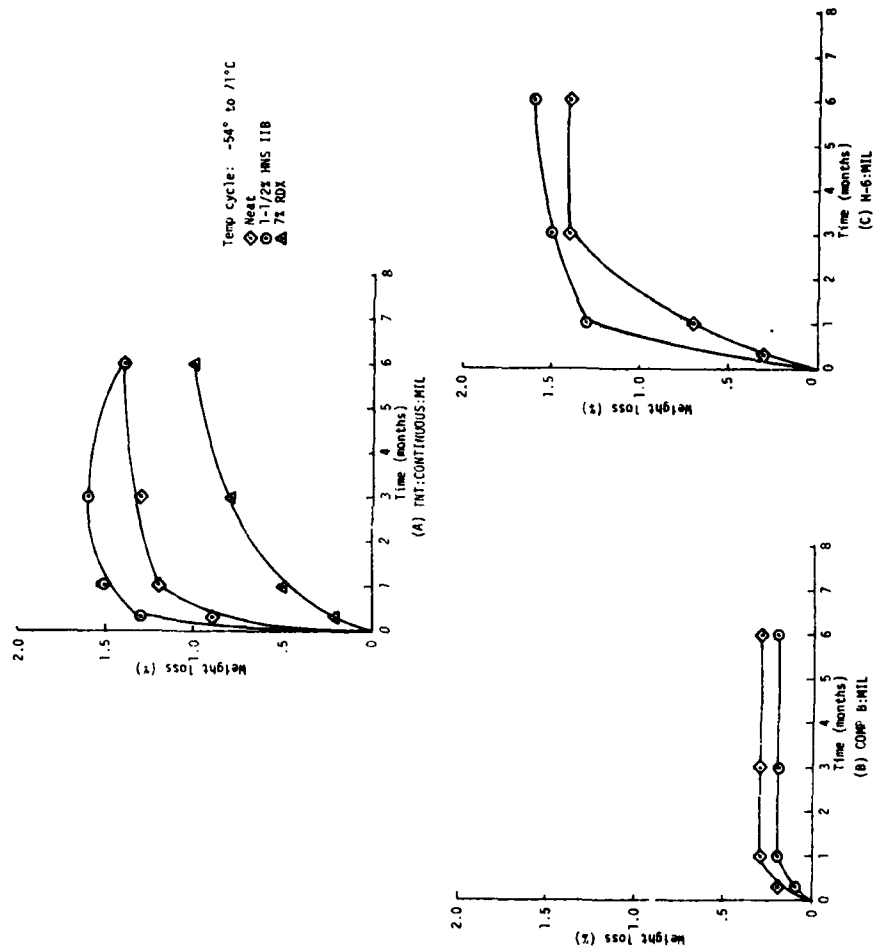 Temp cycle: -54° to 71°C
Neat
1-1/2% HNS IIB
7% RDX
2.0
1.5
1.0
.5
0
Weight loss (%)
0 1 2 3 4 5 6 7 8
Time (months)
(A) TNT:CONTINUOUS:MIL
2.0
1.5
1.0
.5
0
Weight loss (%)
0 1 2 3 4 5 6 8
Time (months)
(B) COMP B:MIL
2.0
1.5
1.0
.5
0
Weight loss (%)
0 1 2 3 4 5 6 8
Time (months)
(C) H-6:MIL